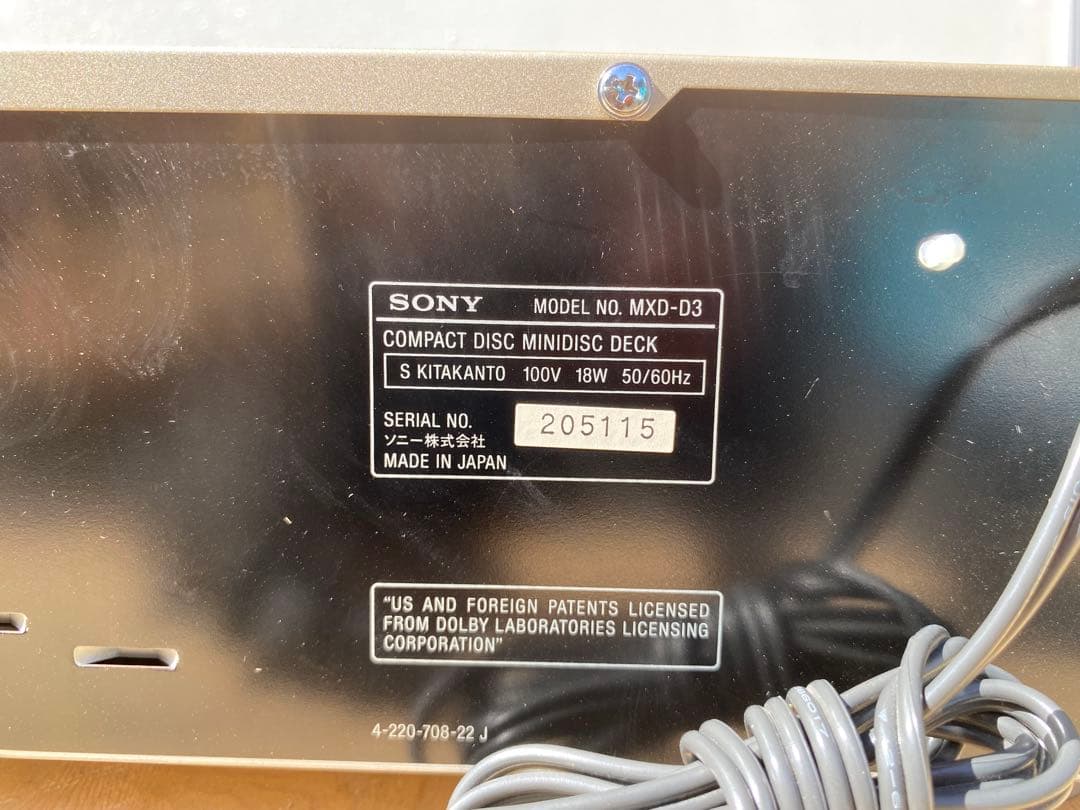 SONY MODEL NO. MXD-D3
COMPACT DISC MINIDISC DECK
S KITAKANTO 100V 18W 50/60Hz
SERIAL NO. 205115
ソニー株式会社
MADE IN JAPAN
"US AND FOREIGN PATENTS LICENSED
FROM DOLBY LABORATORIES LICENSING
CORPORATION"
4-220-708-22 J